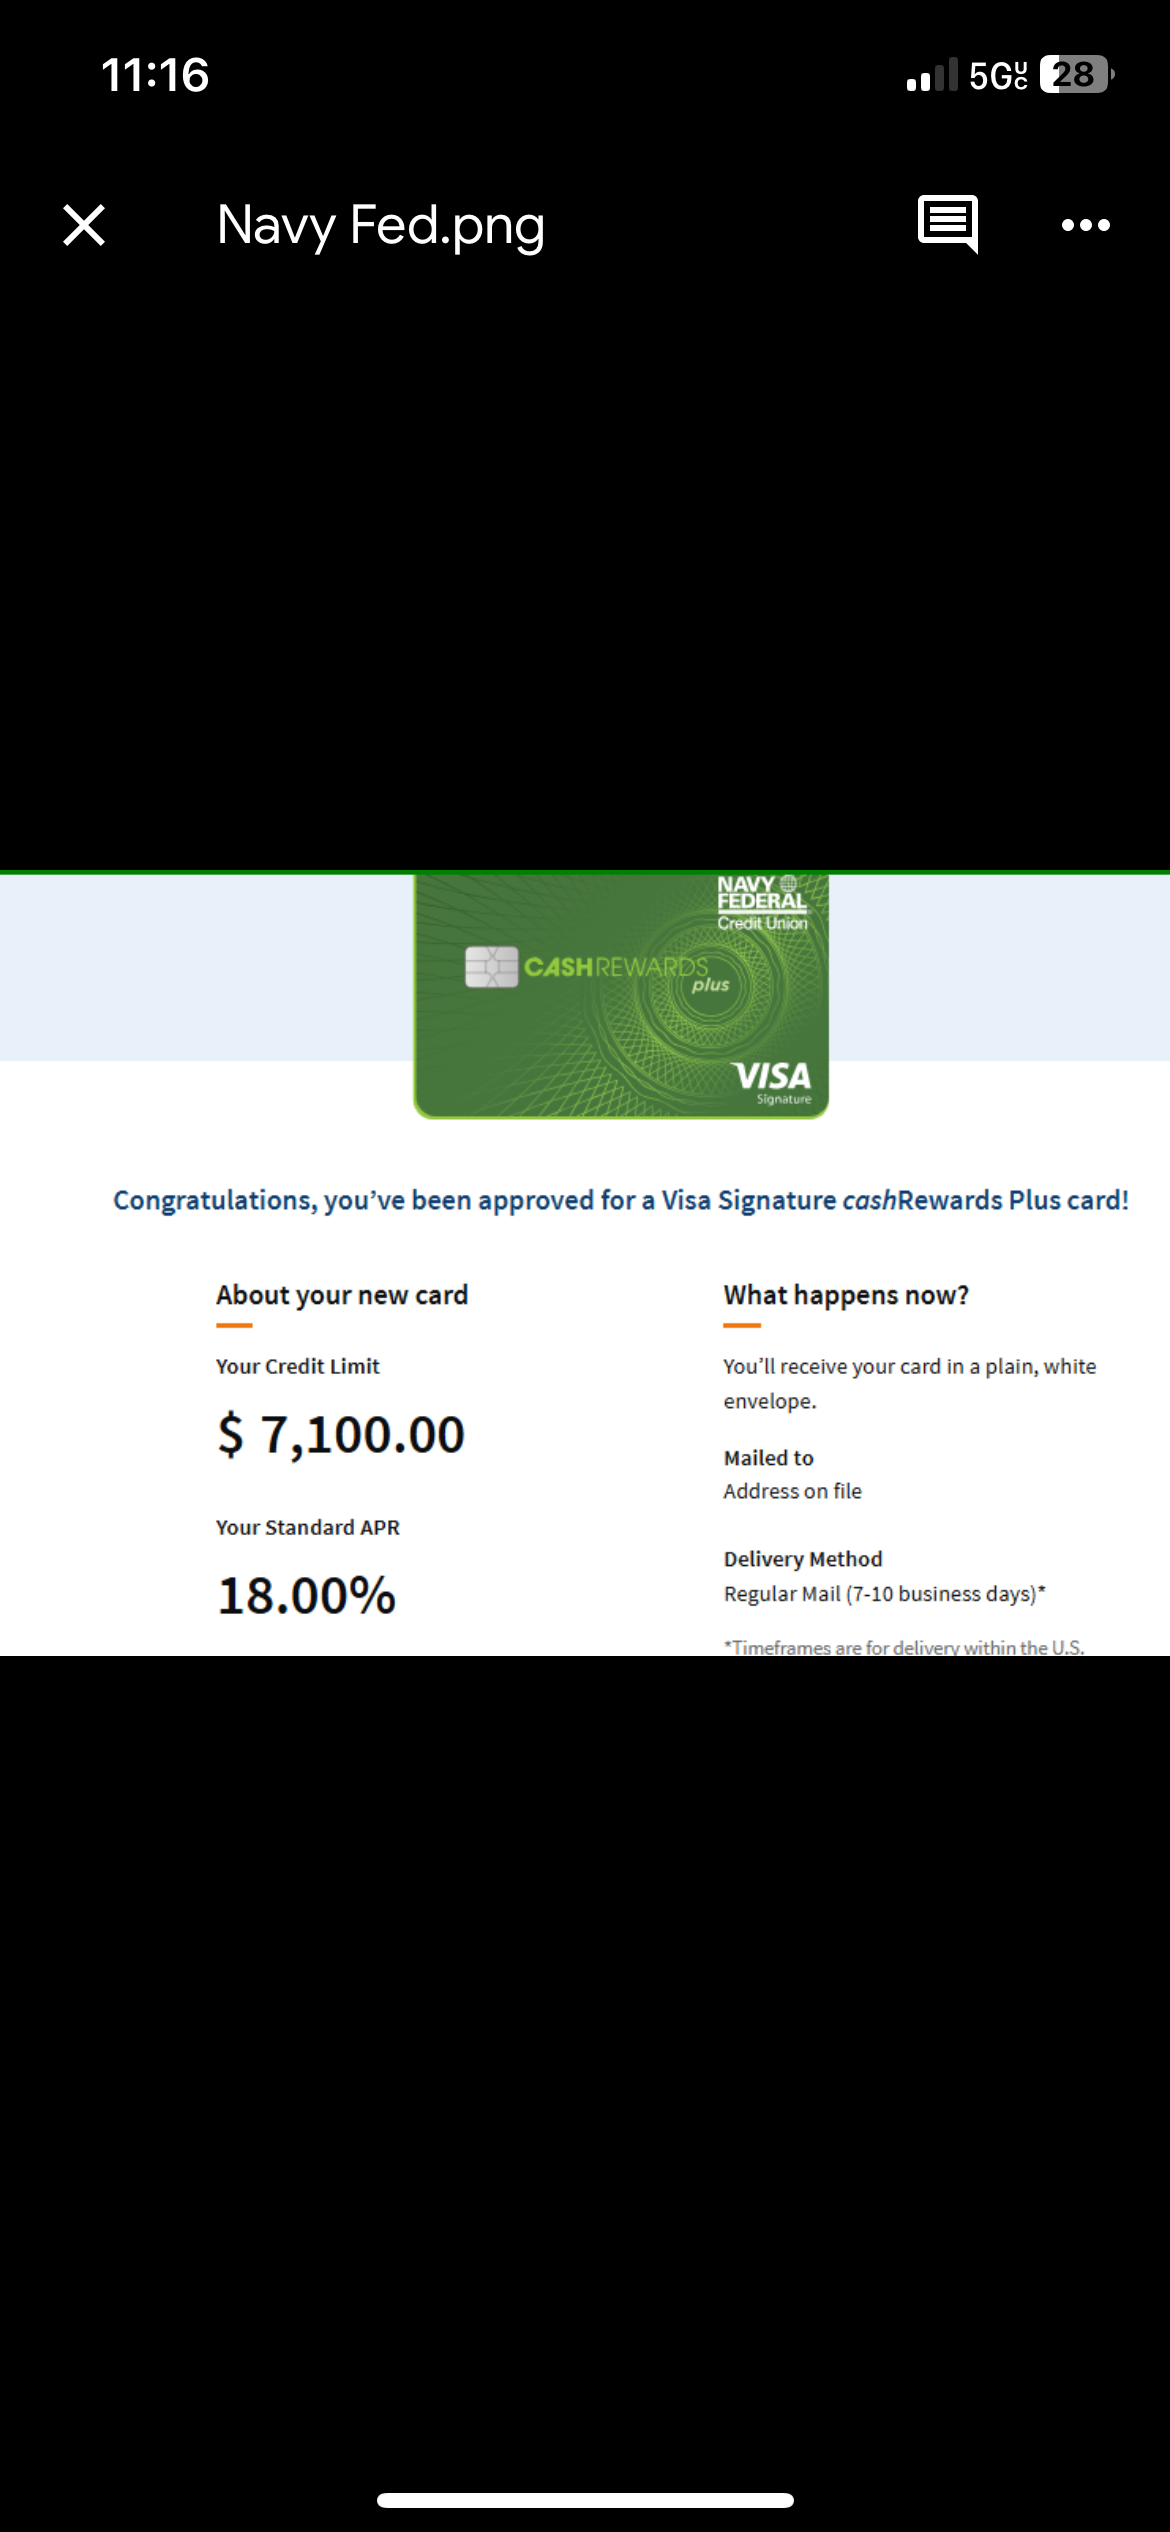 11:16
5GUC 28
Navy Fed.png
NAVY
FEDERAL
Credit Union
CASHREWARDS
plus
VISA
Signature
Congratulations, you’ve been approved for a Visa Signature cashRewards Plus card!
About your new card
Your Credit Limit
$ 7,100.00
Your Standard APR
18.00%
What happens now?
You’ll receive your card in a plain, white
envelope.
Mailed to
Address on file
Delivery Method
Regular Mail (7-10 business days)*
*Timeframes are for delivery within the U.S.